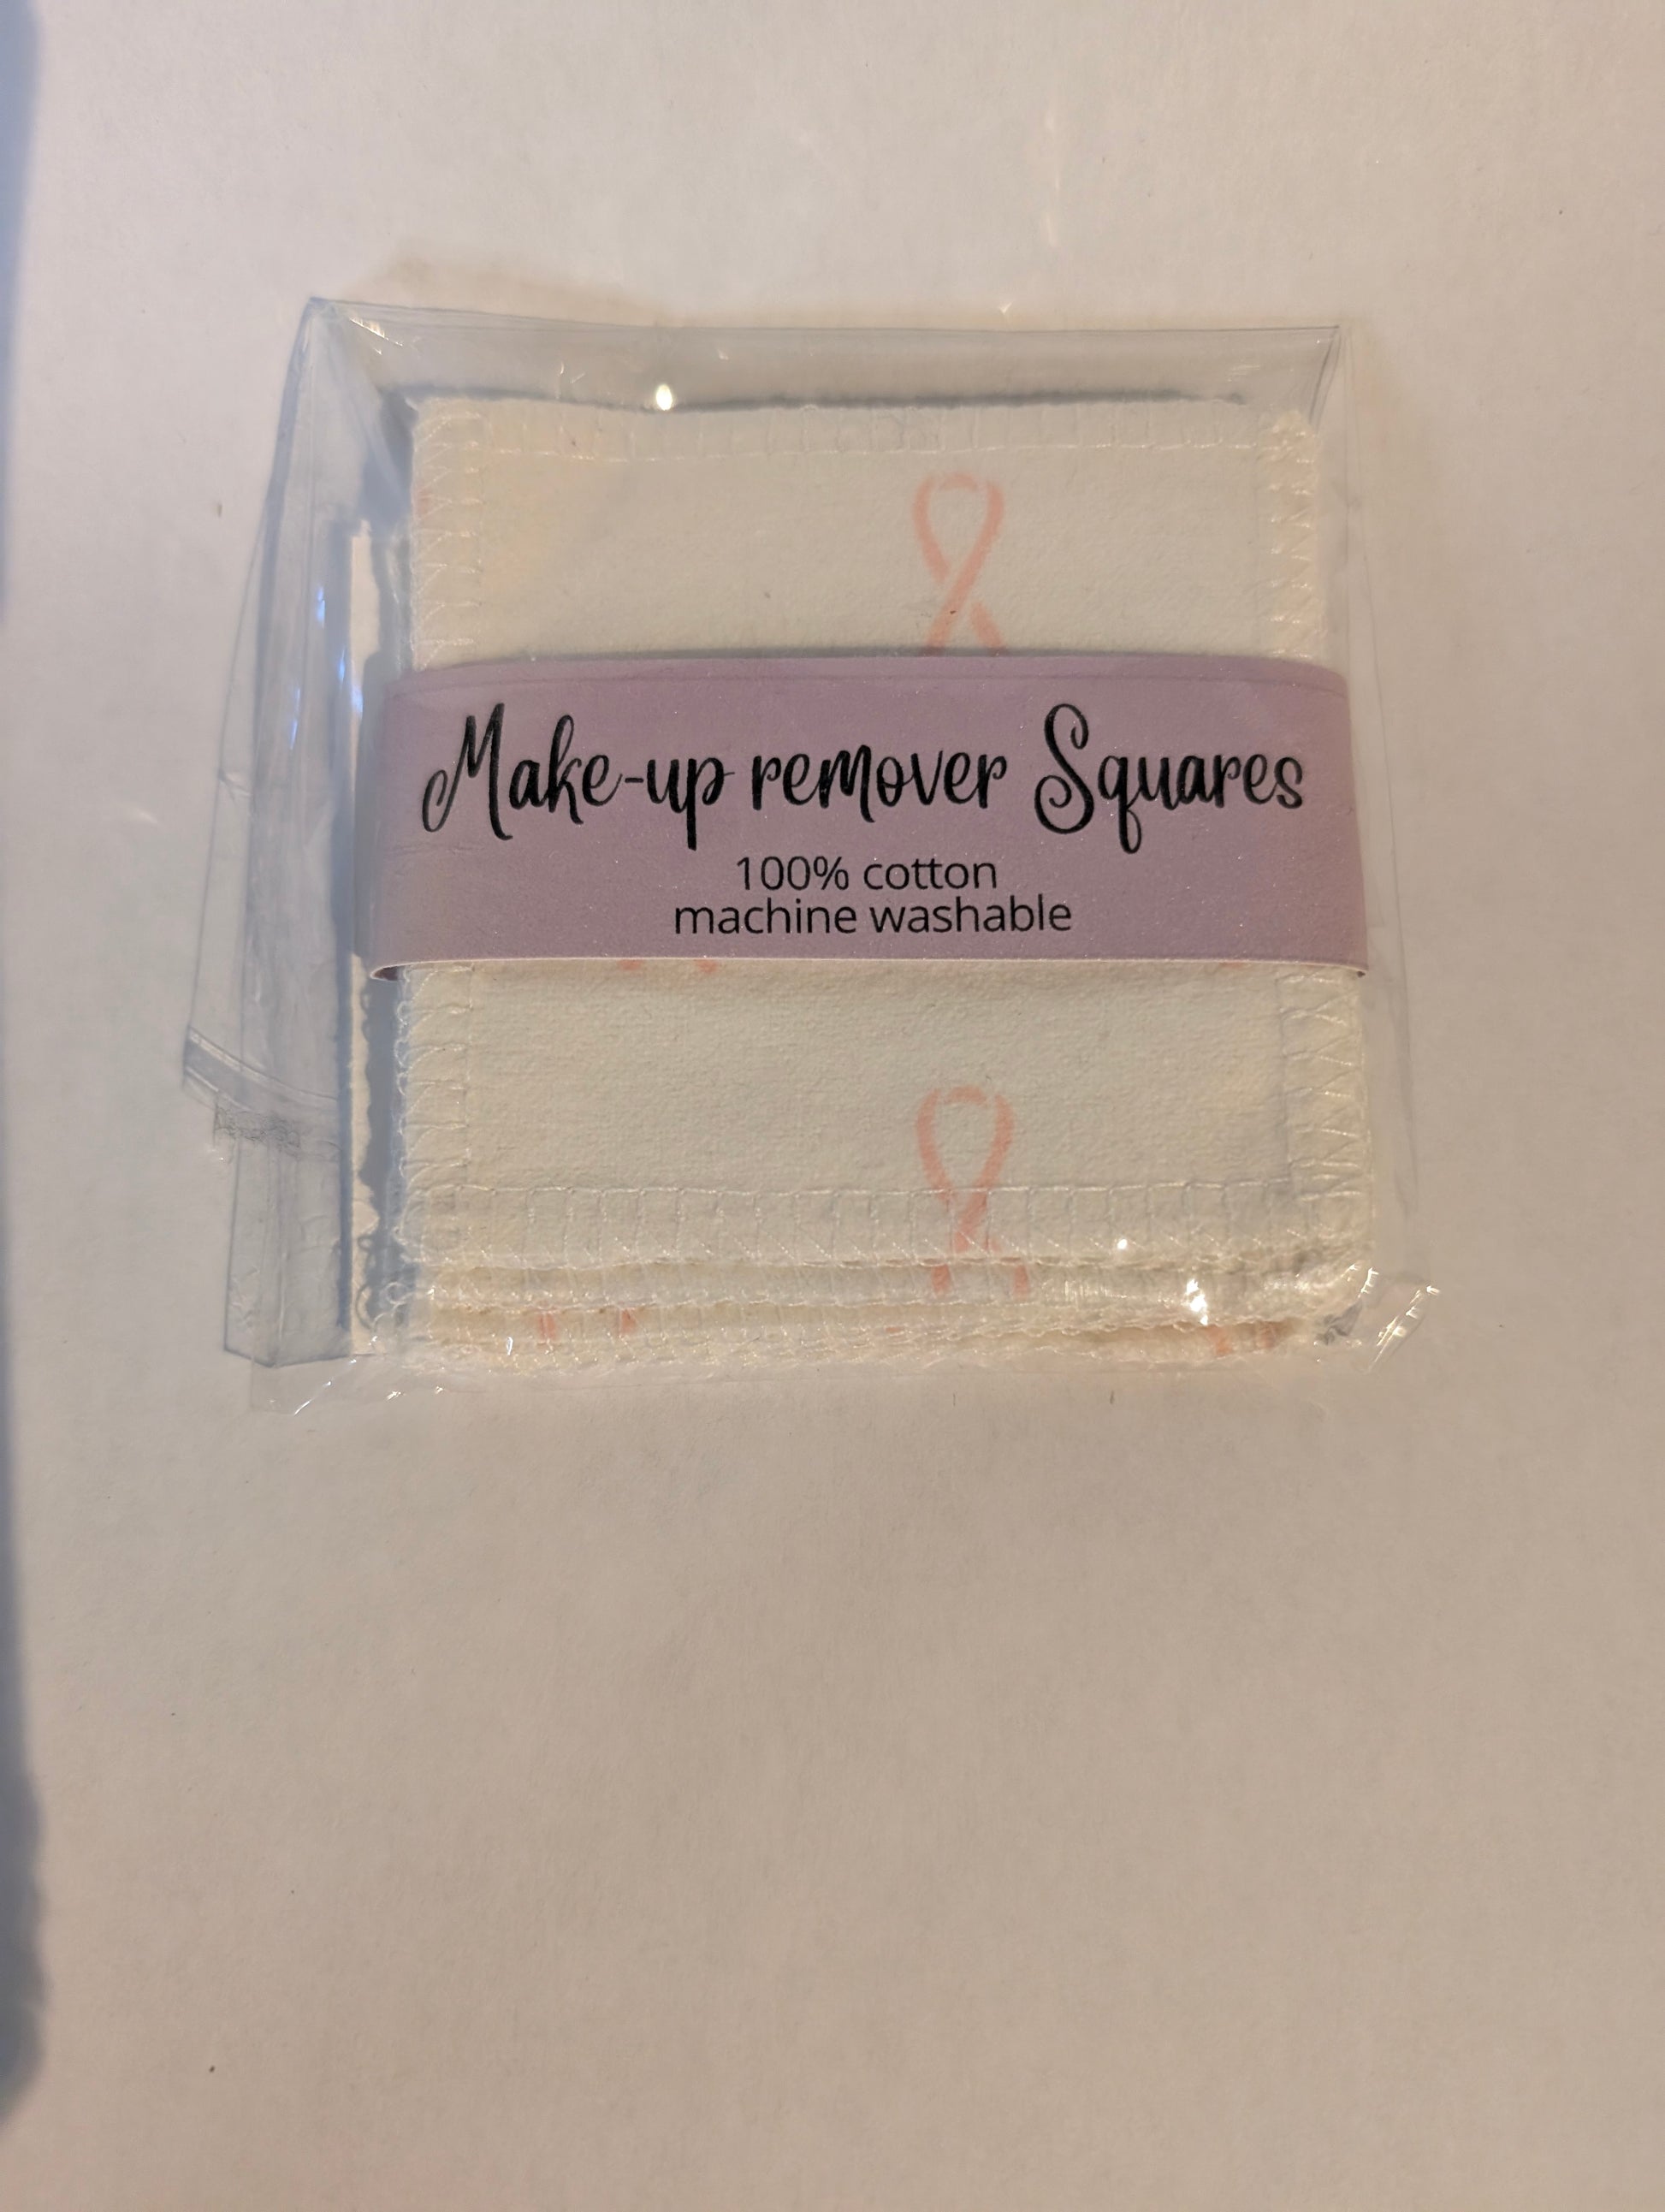 Make-up remover Squares
100% cotton
machine washable